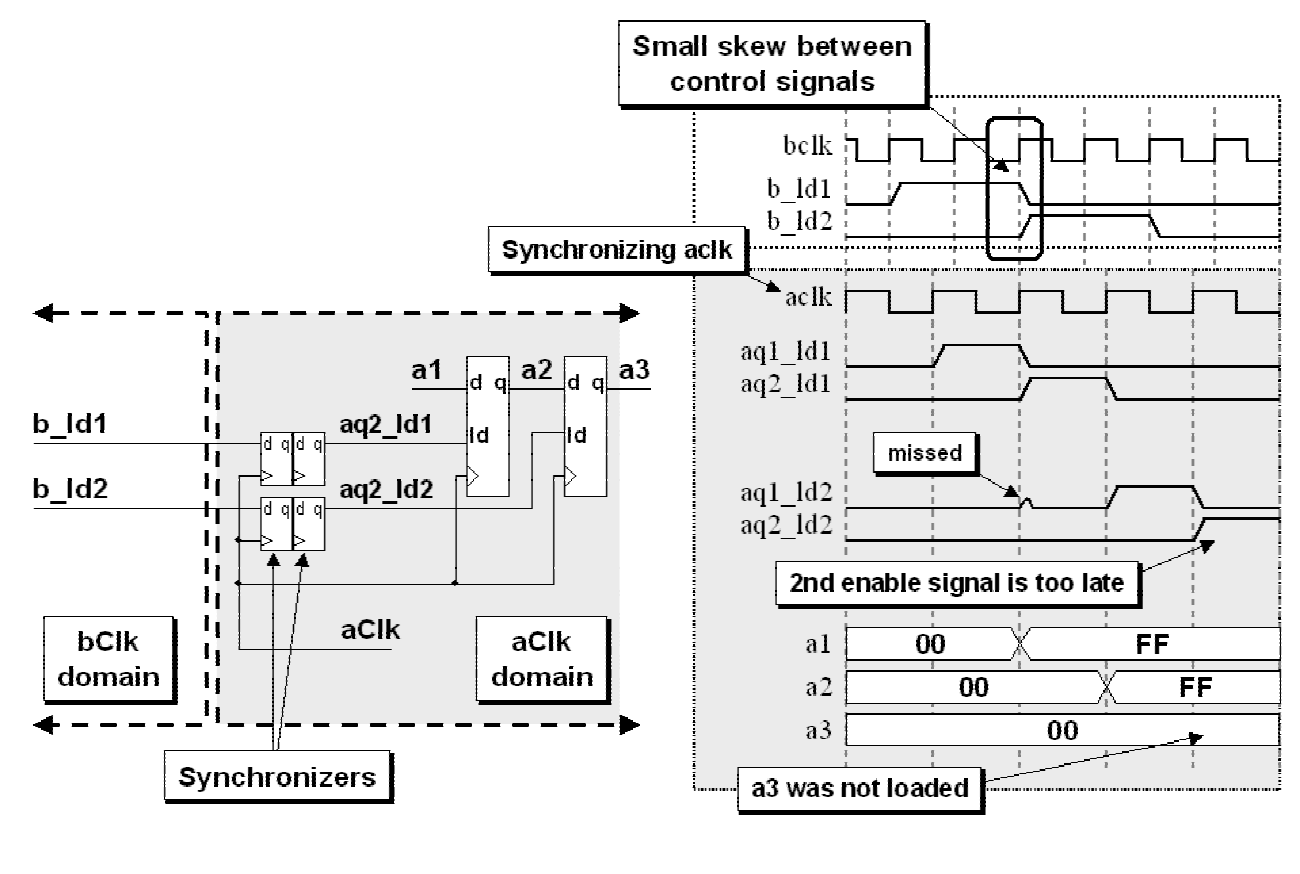 Small skew between
control signals
bclk
b_ld1
b_ld2
Synchronizing aclk
aclk
aq1_ld1
aq2_ld1
missed
aq1_ld2
aq2_ld2
2nd enable signal is too late
a1 00 FF
a2 00 FF
a3 00
a3 was not loaded
a1 a2 a3
d q d q
b_ld1 aq2_ld1 ld ld
d q d q
b_ld2 aq2_ld2
d q d q
aClk
bClk
domain
aClk
domain
Synchronizers